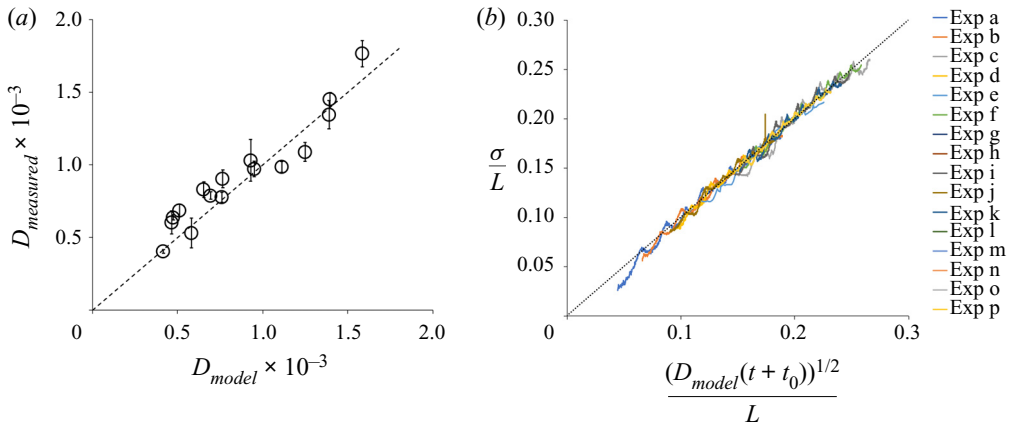 (a)
2.0
1.5
1.0
0.5
0
0.5
1.0
1.5
2.0
D_measured × 10^–3
D_model × 10^–3
(b)
0.30
0.25
0.20
0.15
0.10
0.05
0
0.1
0.2
0.3
σ
L
(D_model(t + t_0))^1/2
L
Exp a
Exp b
Exp c
Exp d
Exp e
Exp f
Exp g
Exp h
Exp i
Exp j
Exp k
Exp l
Exp m
Exp n
Exp o
Exp p